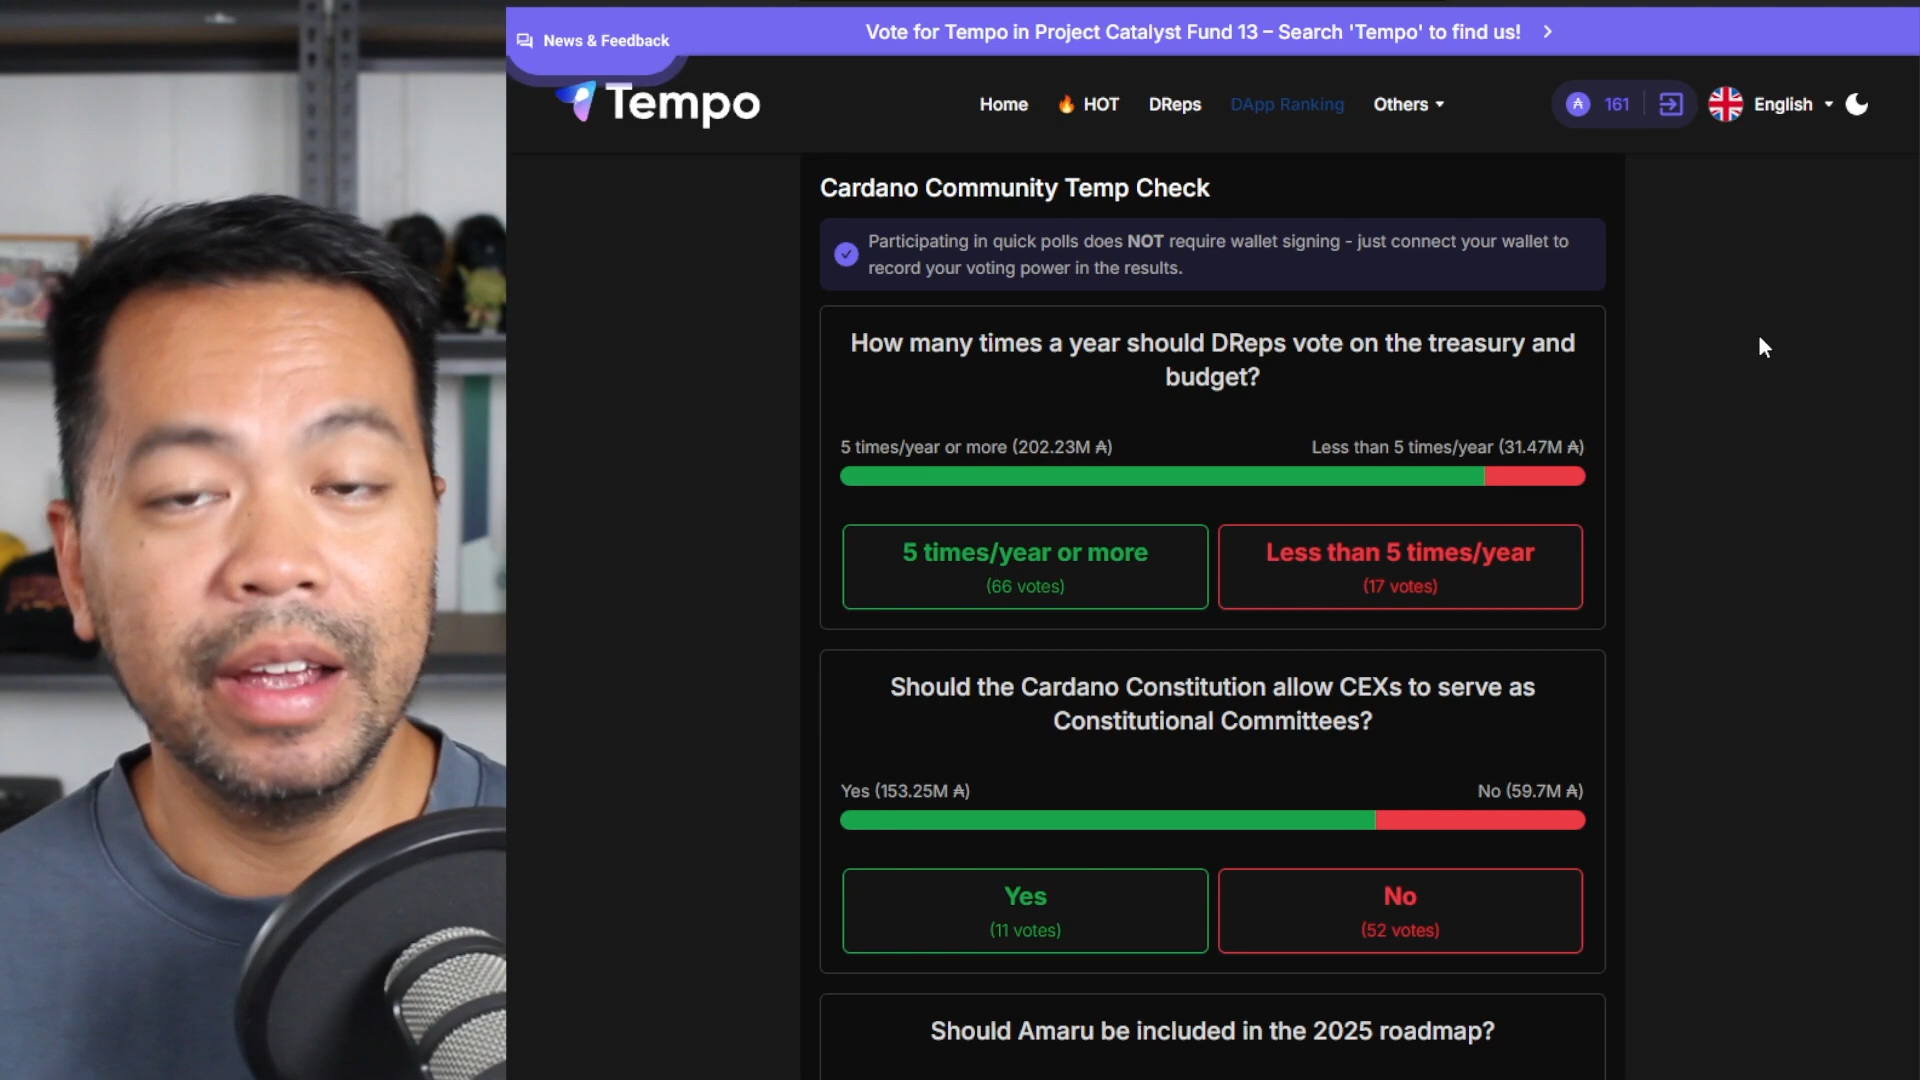 News & Feedback
Vote for Tempo in Project Catalyst Fund 13 – Search 'Tempo' to find us!
Tempo
Home
🔥 HOT
DReps
DApp Ranking
Others
₳ 161
English
Cardano Community Temp Check
Participating in quick polls does NOT require wallet signing - just connect your wallet to
record your voting power in the results.
How many times a year should DReps vote on the treasury and
budget?
5 times/year or more (202.23M ₳)
Less than 5 times/year (31.47M ₳)
5 times/year or more
(66 votes)
Less than 5 times/year
(17 votes)
Should the Cardano Constitution allow CEXs to serve as
Constitutional Committees?
Yes (153.25M ₳)
No (59.7M ₳)
Yes
(11 votes)
No
(52 votes)
Should Amaru be included in the 2025 roadmap?